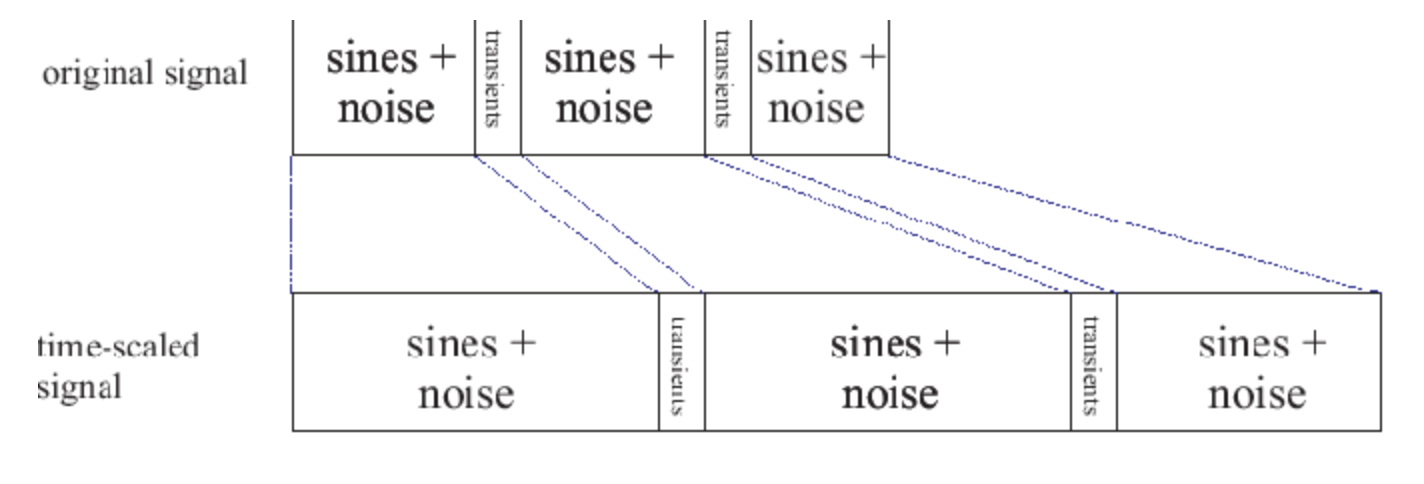 original signal
sines +
noise
transients
sines +
noise
transients
sines +
noise
time-scaled
signal
sines +
noise
transients
sines +
noise
transients
sines +
noise